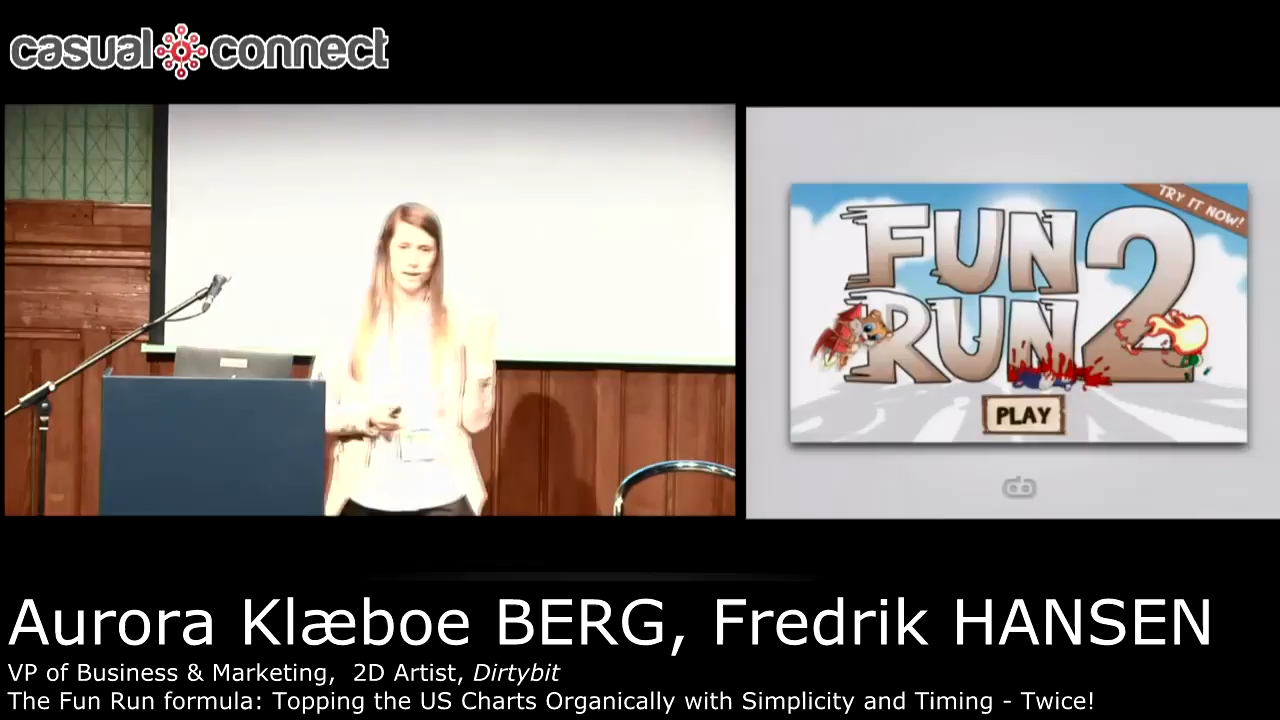 casual connect
TRY IT NOW!
FUN
RUN 2
PLAY
Aurora Klæboe BERG, Fredrik HANSEN
VP of Business & Marketing, 2D Artist, Dirtybit
The Fun Run formula: Topping the US Charts Organically with Simplicity and Timing - Twice!